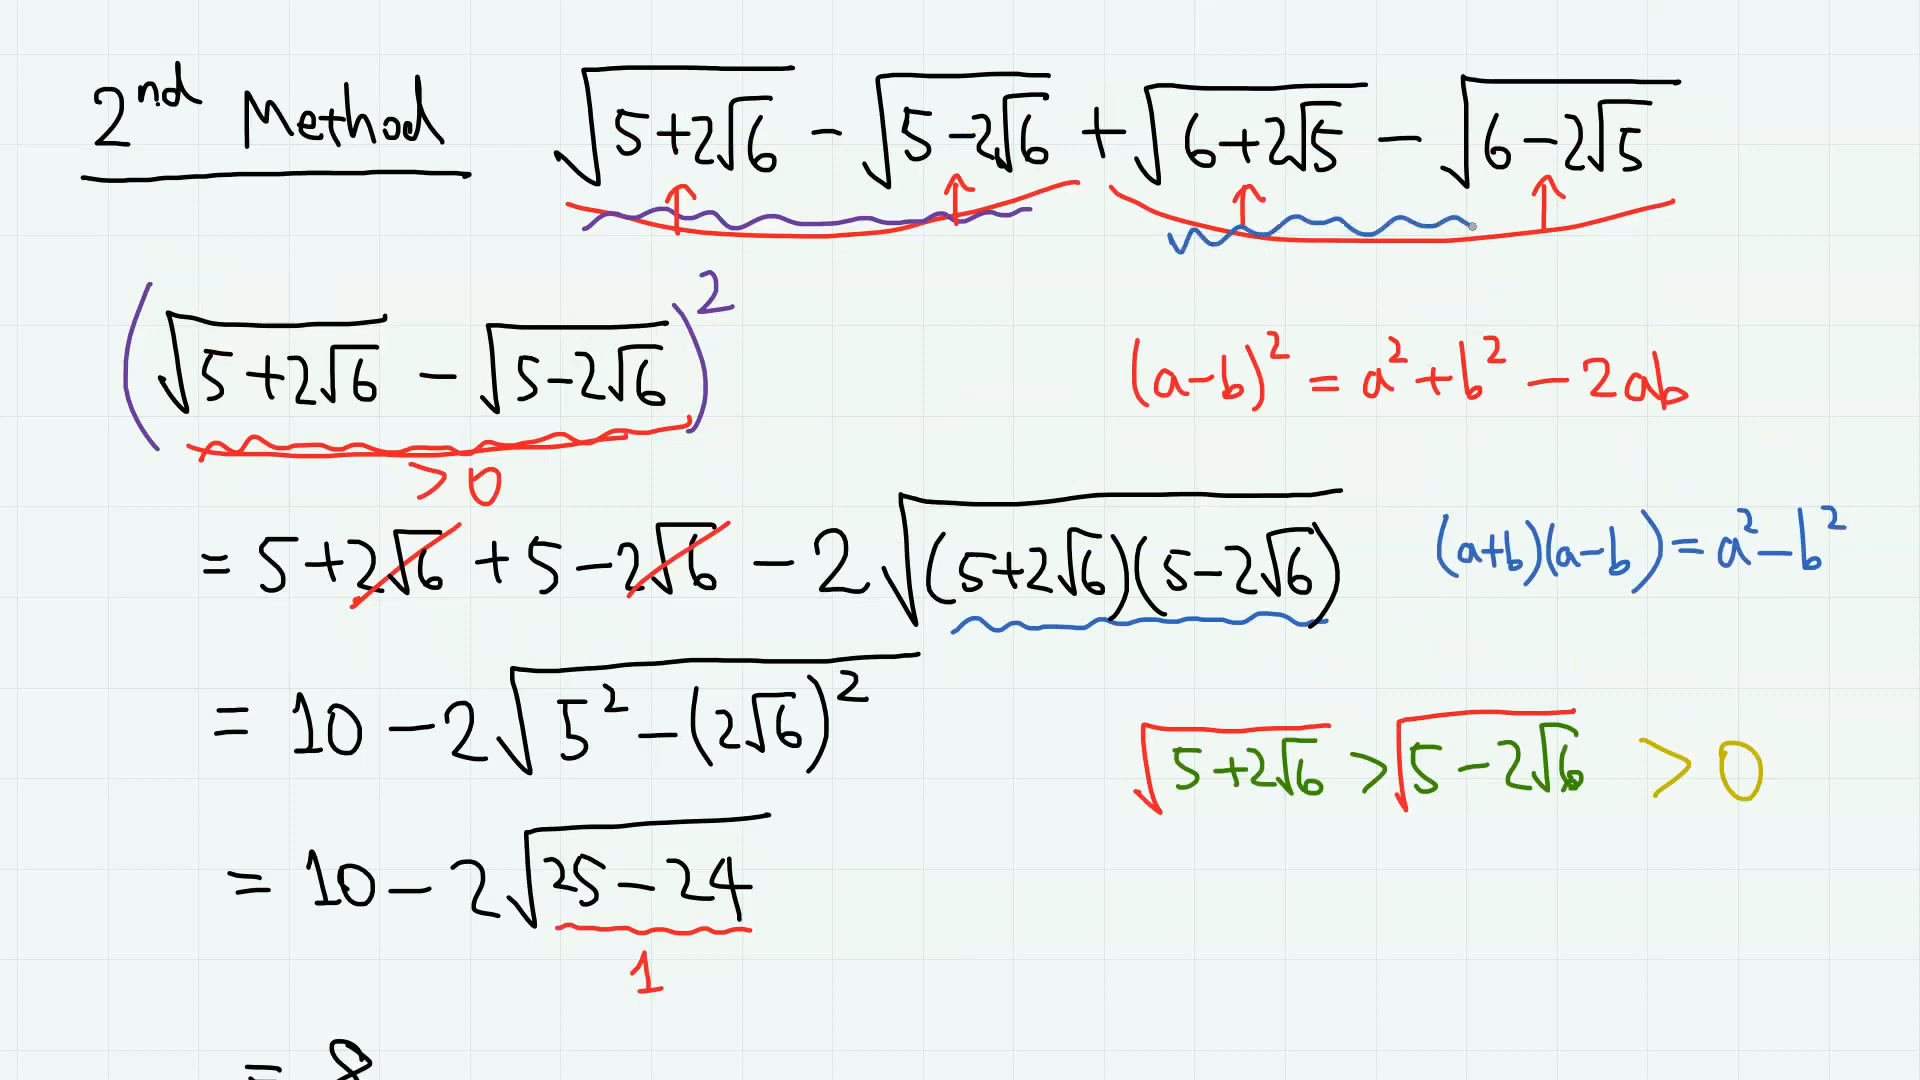 2nd Method √(5+2√6) − √(5−2√6) + √(6+2√5) − √(6−2√5)
(√(5+2√6) − √(5−2√6))²
> 0
(a−b)² = a² + b² − 2ab
= 5+2√6 + 5−2√6 − 2√((5+2√6)(5−2√6))
(a+b)(a−b) = a² − b²
= 10 − 2√(5² − (2√6)²)
√(5+2√6) > √(5−2√6) > 0
= 10 − 2√(25−24)
1
= 8